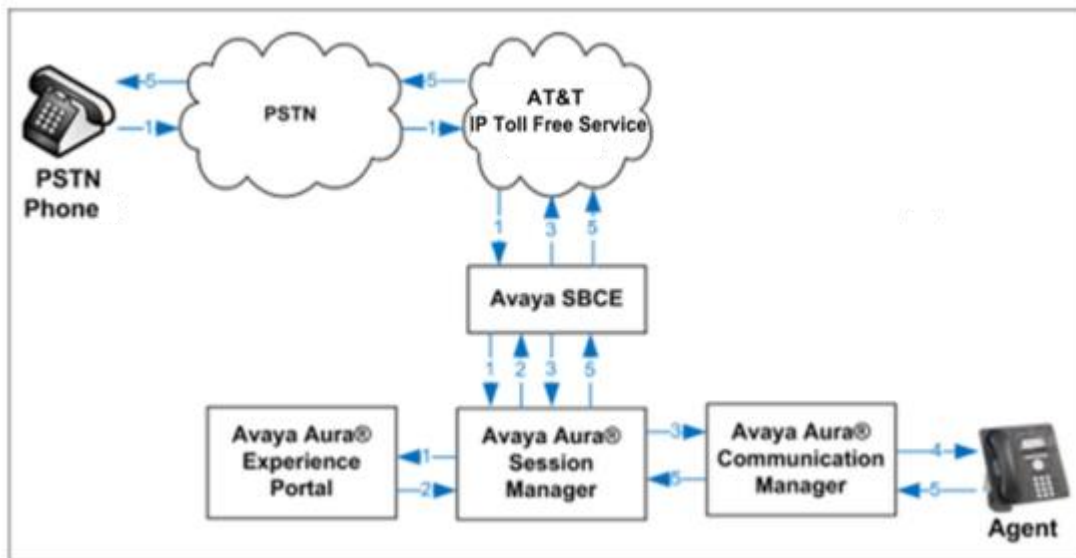 5
5
PSTN
AT&T
IP Toll Free Service
1
1
PSTN
Phone
1
3
5
Avaya SBCE
1
2
3
5
Avaya Aura®
Experience
Portal
1
2
Avaya Aura®
Session
Manager
3
5
Avaya Aura®
Communication
Manager
4
5
Agent